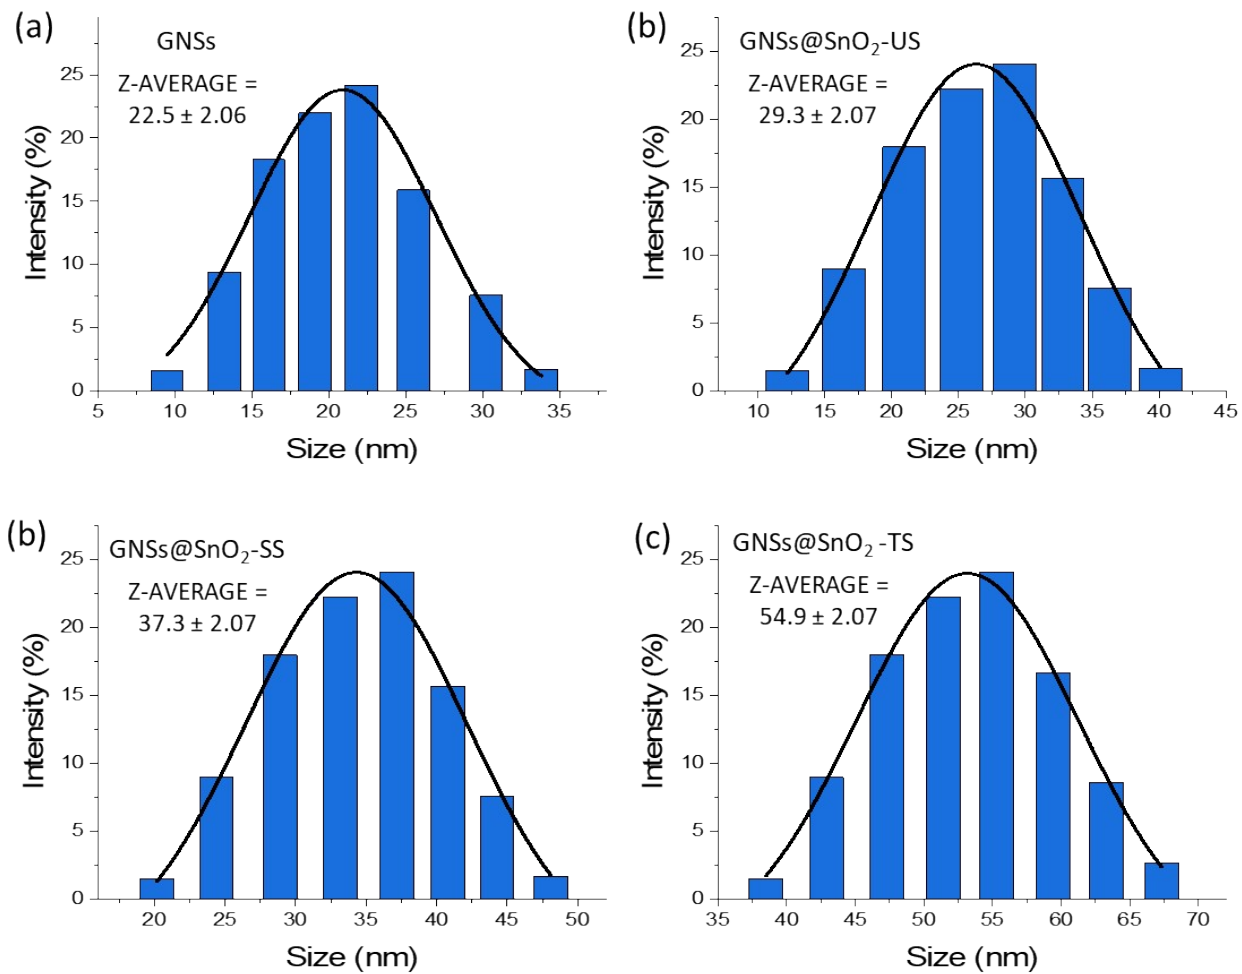 (a)
GNSs
Z-AVERAGE =
22.5 ± 2.06
Intensity (%)
25
20
15
10
5
0
5 10 15 20 25 30 35
Size (nm)
(b)
GNSs@SnO₂-US
Z-AVERAGE =
29.3 ± 2.07
Intensity (%)
25
20
15
10
5
0
10 15 20 25 30 35 40 45
Size (nm)
(b)
GNSs@SnO₂-SS
Z-AVERAGE =
37.3 ± 2.07
Intensity (%)
25
20
15
10
5
0
20 25 30 35 40 45 50
Size (nm)
(c)
GNSs@SnO₂ -TS
Z-AVERAGE =
54.9 ± 2.07
Intensity (%)
25
20
15
10
5
0
35 40 45 50 55 60 65 70
Size (nm)